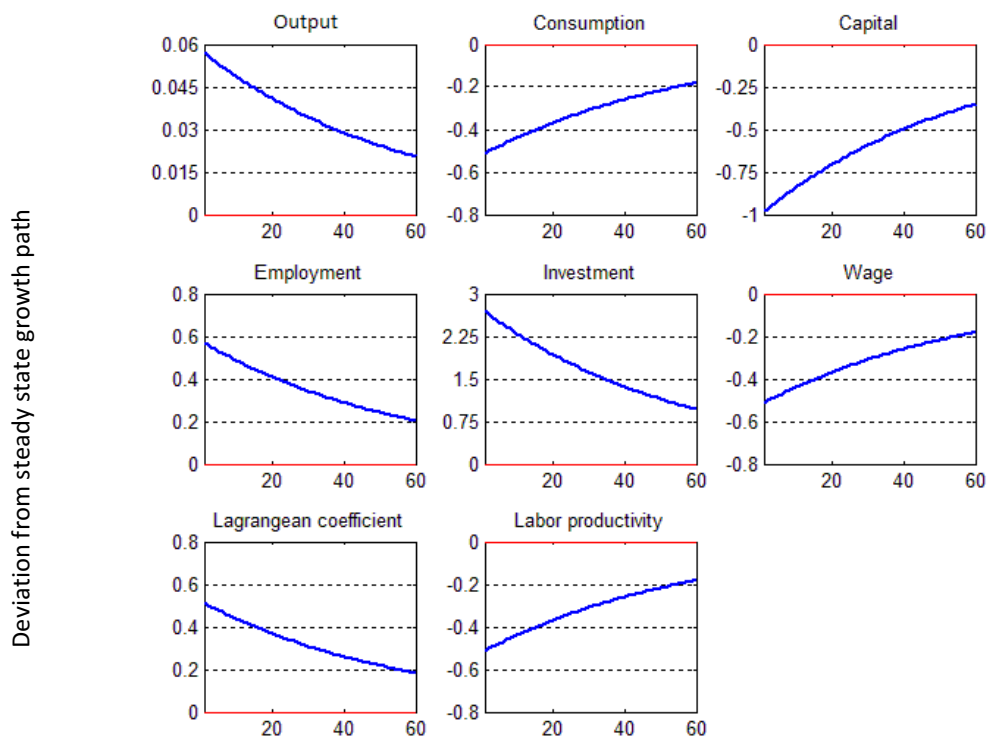 Deviation from steady state growth path
Output
0.06
0.045
0.03
0.015
0
20 40 60
Consumption
0
-0.2
-0.4
-0.6
-0.8
20 40 60
Capital
0
-0.25
-0.5
-0.75
-1
20 40 60
Employment
0.8
0.6
0.4
0.2
0
20 40 60
Investment
3
2.25
1.5
0.75
0
20 40 60
Wage
0
-0.2
-0.4
-0.6
-0.8
20 40 60
Lagrangean coefficient
0.8
0.6
0.4
0.2
0
20 40 60
Labor productivity
0
-0.2
-0.4
-0.6
-0.8
20 40 60